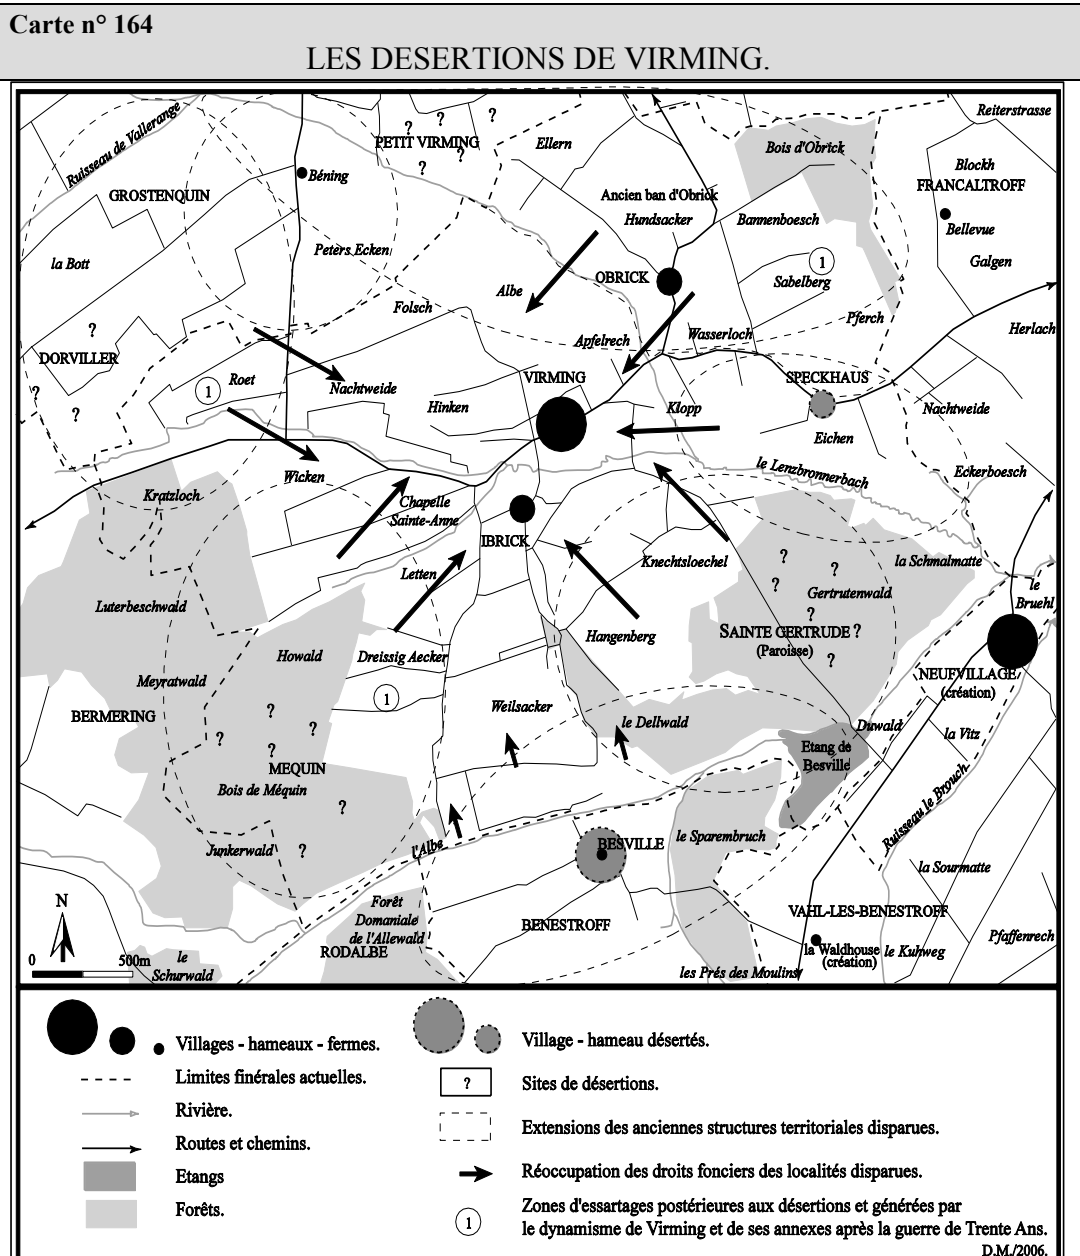 Carte n° 164
LES DESERTIONS DE VIRMING.
Ruisseau de Vallerange
GROSTENQUIN
Béning
? ? ?
PETIT VIRMING
? ?
Ellern
Bois d'Obrick
Reiterstrasse
Blockh
FRANCALTROFF
Bellevue
Galgen
Ancien ban d'Obrick
Hundsacker
Bannenboesch
la Bott
Peters Ecken
Albe
OBRICK
1
Sabelberg
Folsch
Apfelrech
Wasserloch
Pferch
Herlach
?
DORVILLER
?
?
1
Roet
Nachtweide
Hinken
VIRMING
Klopp
SPECKHAUS
Nachtweide
Eichen
Wicken
le Lenzbronnerbach
Eckerboesch
Kratzloch
Chapelle
Sainte-Anne
IBRICK
Letten
Knechtsloechel
? ?
?
Gertrutenwald
?
la Schmalmatte
le
Bruehl
Luterbeschwald
SAINTE GERTRUDE ?
(Paroisse)
?
Hangenberg
Howald
Dreissig Aecker
Meyratwald
1
NEUFVILLAGE
(création)
BERMERING
Weilsacker
le Dellwald
Duwald
la Vitz
?
? ?
?
MEQUIN
Bois de Méquin
?
Etang de
Besville
Ruisseau le Brouch
Junkerwald
?
l'Albe
BESVILLE
le Sparembruch
la Sourmatte
N
0 500m
Forêt
Domaniale
de l'Allewald
RODALBE
BENESTROFF
VAHL-LES-BENESTROFF
la Waldhouse
(création)
le Kuhweg
Pfaffenrech
le
Schurwald
les Prés des Moulins
Villages - hameaux - fermes.
Limites finérales actuelles.
Rivière.
Routes et chemins.
Etangs
Forêts.
Village - hameau désertés.
? Sites de désertions.
Extensions des anciennes structures territoriales disparues.
Réoccupation des droits fonciers des localités disparues.
1 Zones d'essartages postérieures aux désertions et générées par
le dynamisme de Virming et de ses annexes après la guerre de Trente Ans.
D.M./2006.